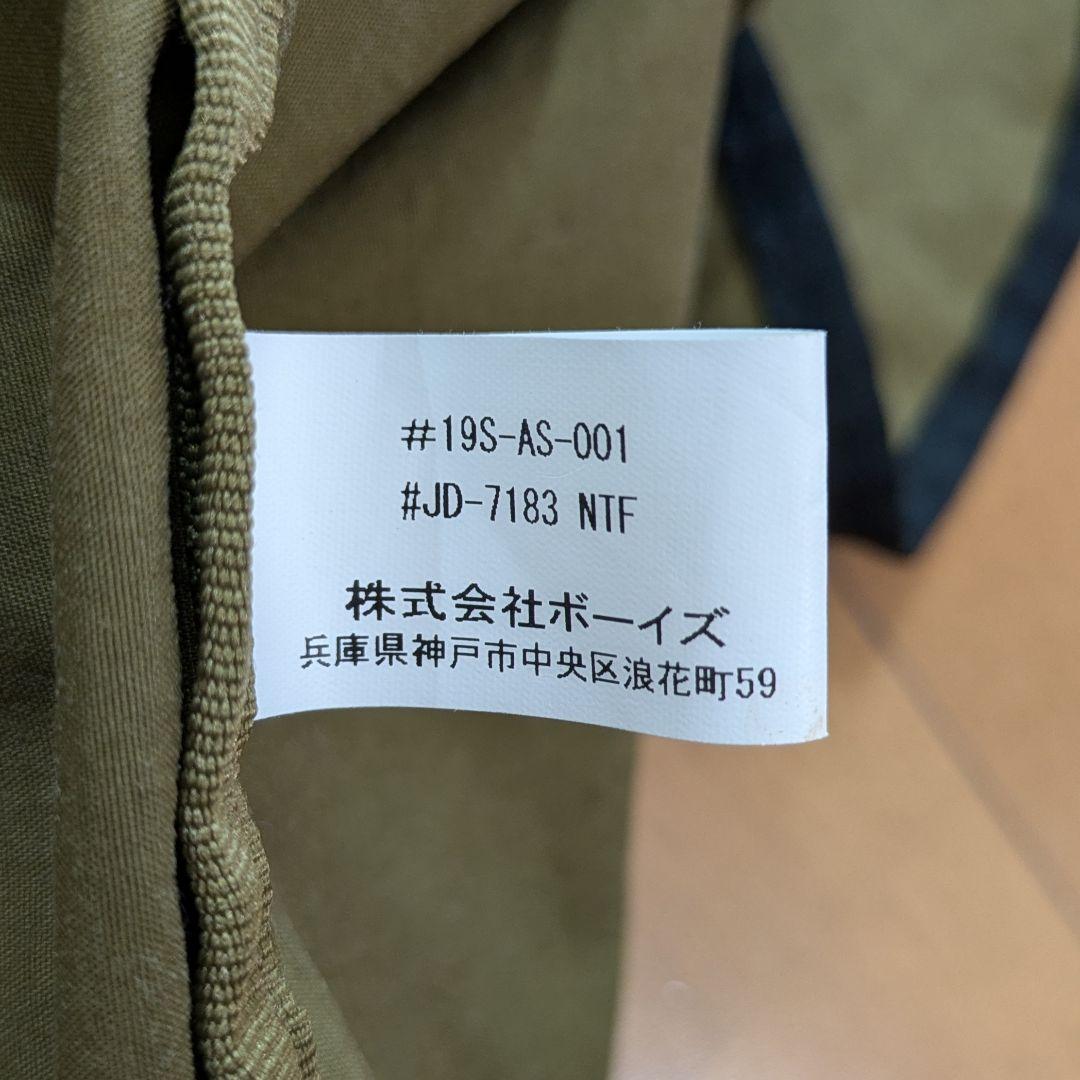 #19S-AS-001
#JD-7183 NTF
株式会社ボーイズ
兵庫県神戸市中央区浪花町59